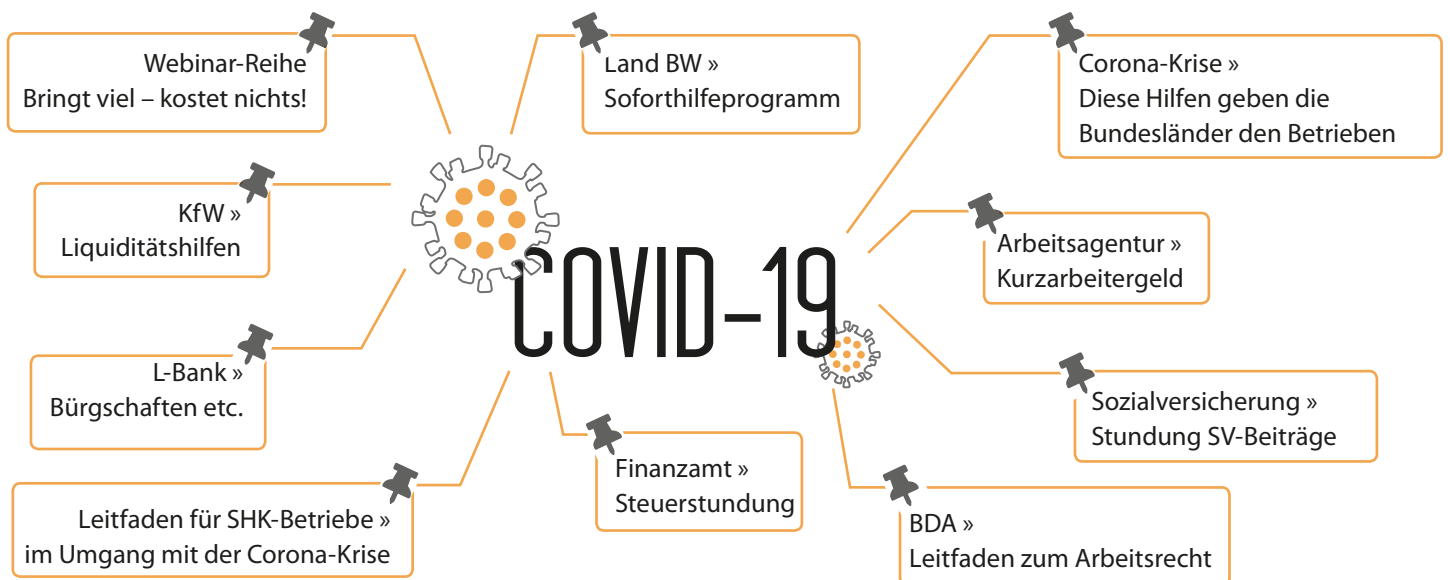 Webinar-Reihe
Bringt viel – kostet nichts!
Land BW »
Soforthilfeprogramm
Corona-Krise »
Diese Hilfen geben die
Bundesländer den Betrieben
KfW »
Liquiditätshilfen
Arbeitsagentur »
Kurzarbeitergeld
COVID-19
L-Bank »
Bürgschaften etc.
Sozialversicherung »
Stundung SV-Beiträge
Finanzamt »
Steuerstundung
Leitfaden für SHK-Betriebe »
im Umgang mit der Corona-Krise
BDA »
Leitfaden zum Arbeitsrecht